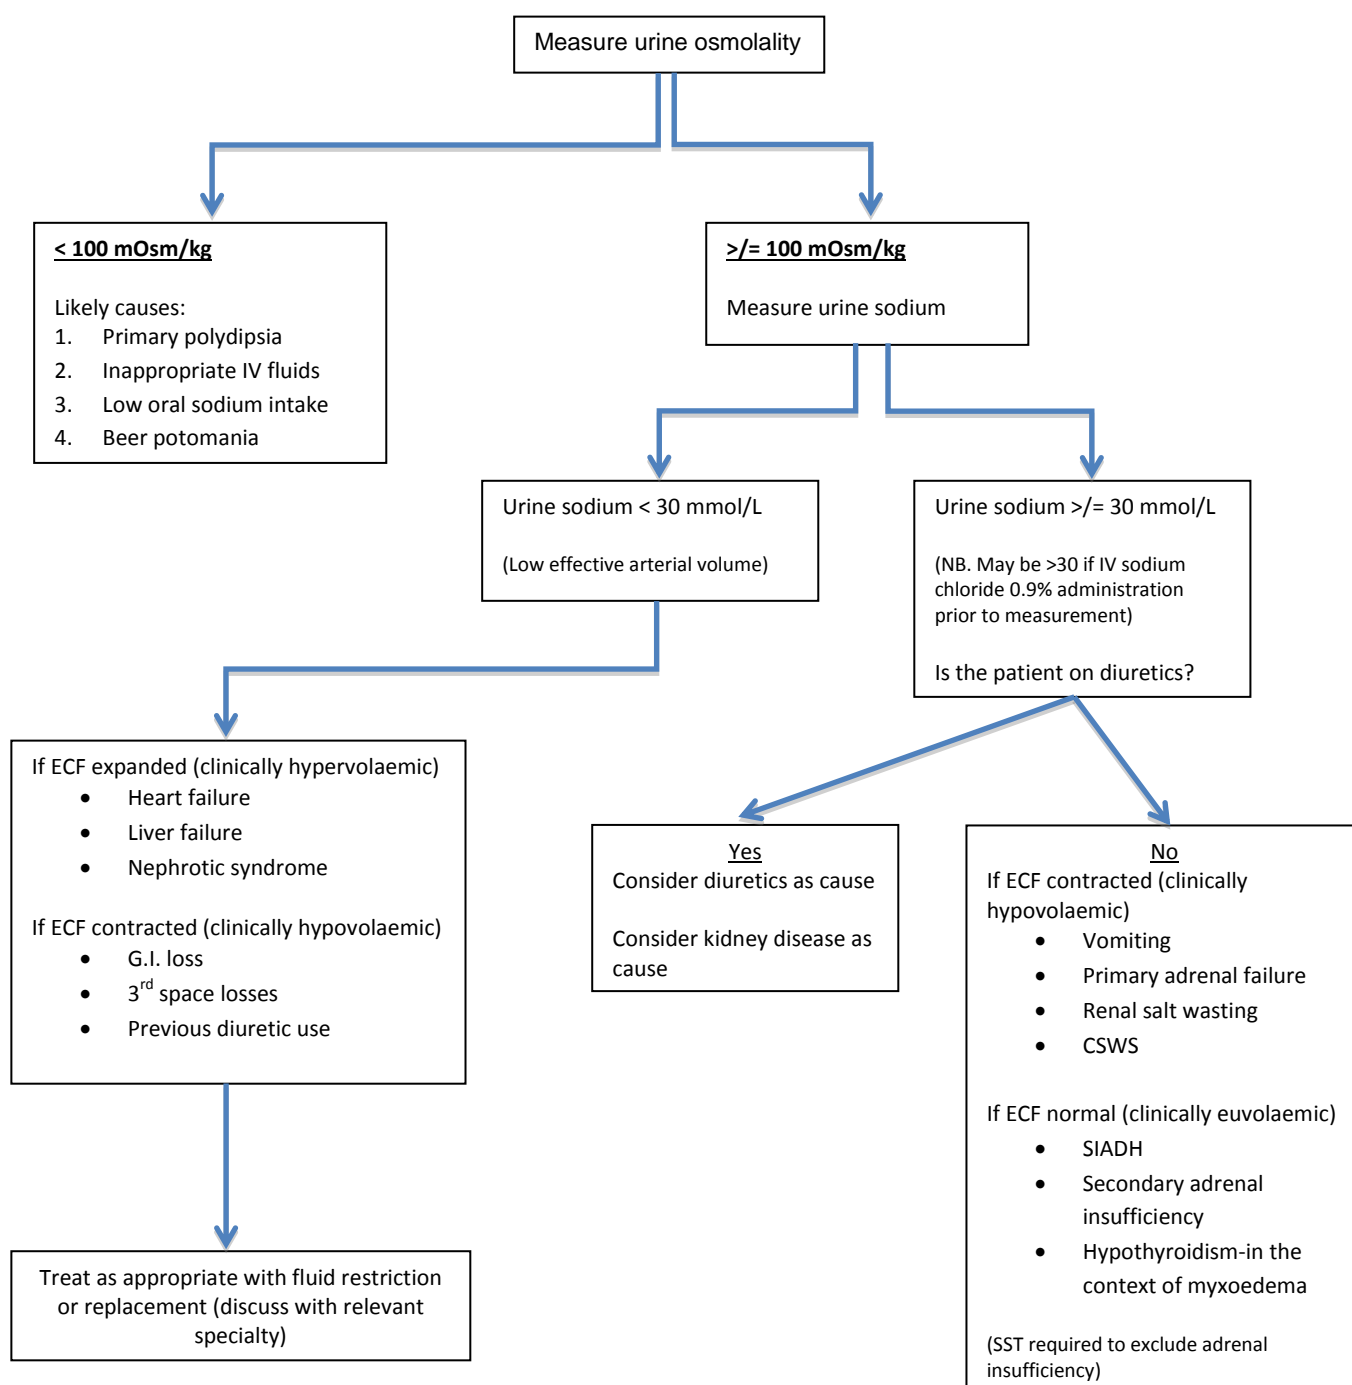 Measure urine osmolality
< 100 mOsm/kg
Likely causes:
1. Primary polydipsia
2. Inappropriate IV fluids
3. Low oral sodium intake
4. Beer potomania
>/= 100 mOsm/kg
Measure urine sodium
Urine sodium < 30 mmol/L
(Low effective arterial volume)
Urine sodium >/= 30 mmol/L
(NB. May be >30 if IV sodium
chloride 0.9% administration
prior to measurement)
Is the patient on diuretics?
If ECF expanded (clinically hypervolaemic)
• Heart failure
• Liver failure
• Nephrotic syndrome
If ECF contracted (clinically hypovolaemic)
• G.I. loss
• 3rd space losses
• Previous diuretic use
Yes
Consider diuretics as cause
Consider kidney disease as
cause
No
If ECF contracted (clinically
hypovolaemic)
• Vomiting
• Primary adrenal failure
• Renal salt wasting
• CSWS
If ECF normal (clinically euvolaemic)
• SIADH
• Secondary adrenal
insufficiency
• Hypothyroidism-in the
context of myxoedema
(SST required to exclude adrenal
insufficiency)
Treat as appropriate with fluid restriction
or replacement (discuss with relevant
specialty)